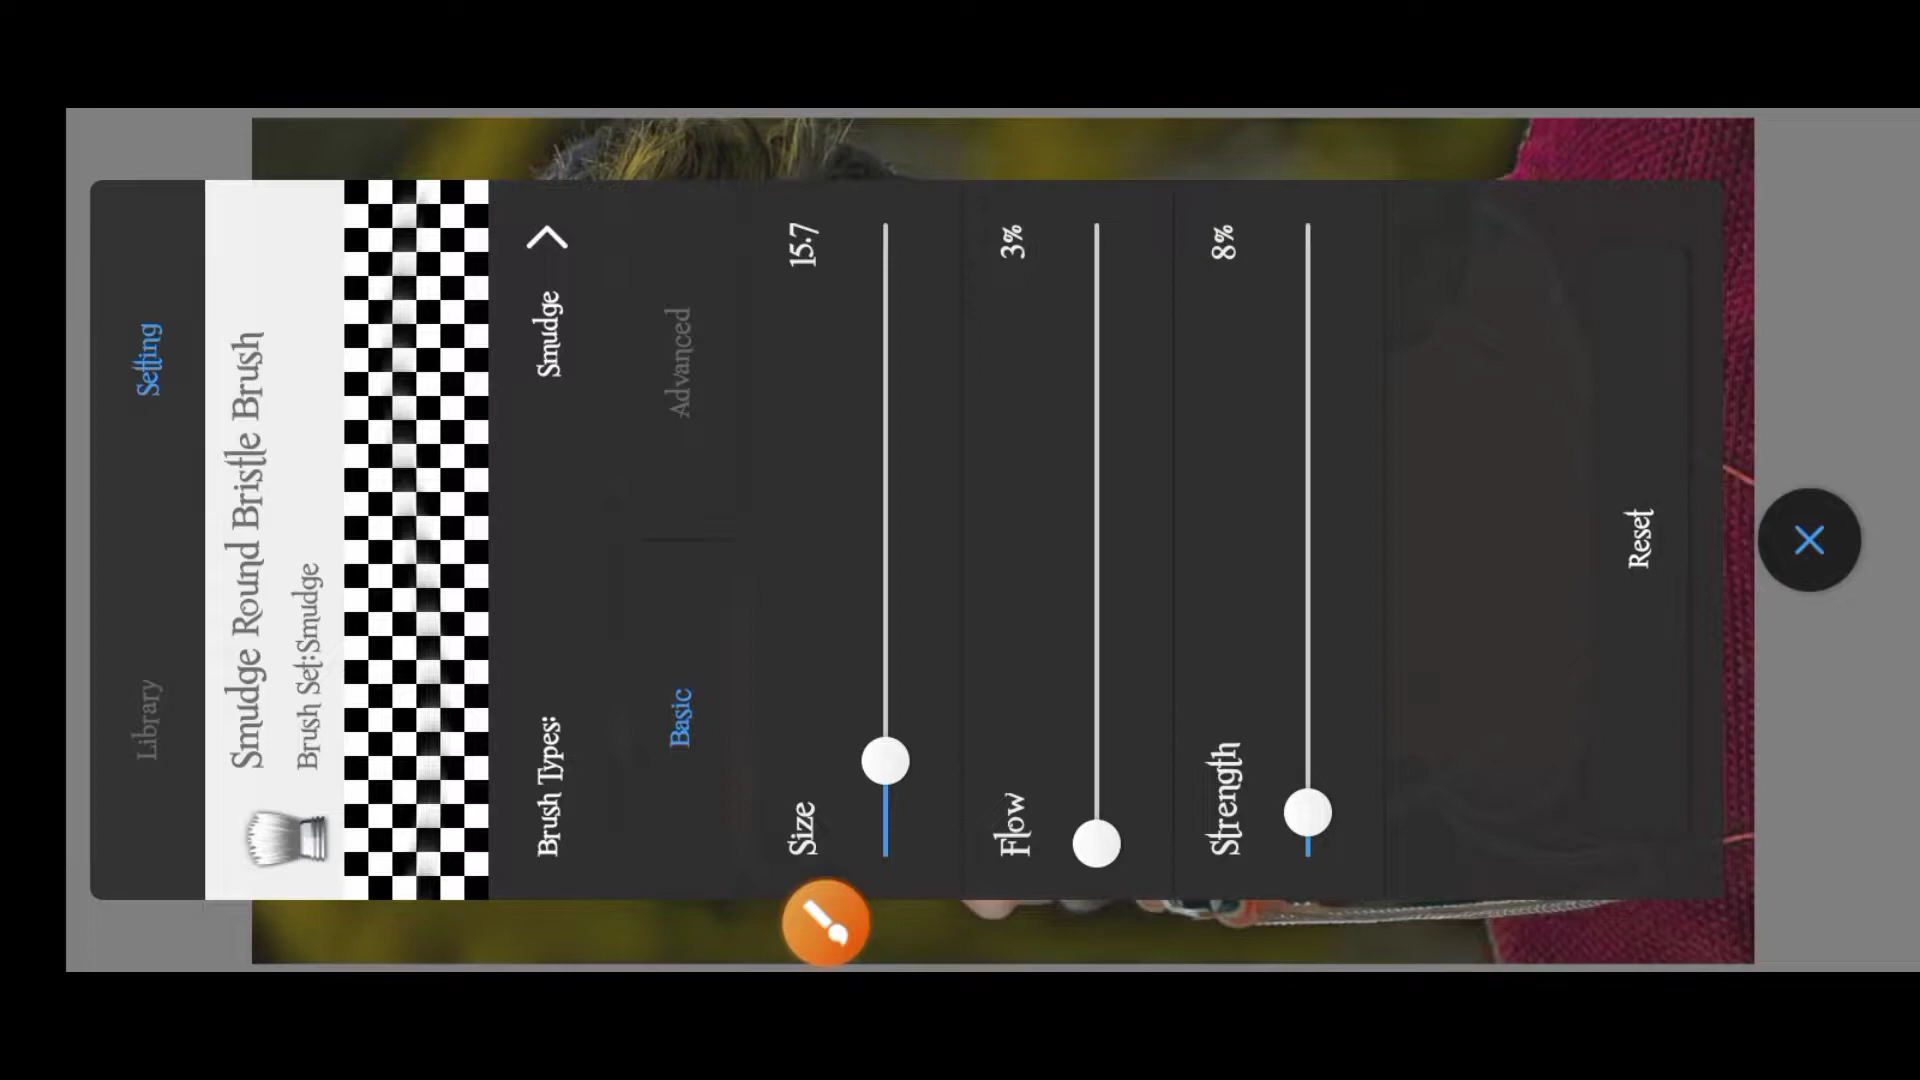 Library
Setting
Smudge Round Bristle Brush
Brush Set:Smudge
Brush Types:
Smudge
Basic
Advanced
Size
15.7
Flow
3%
Strength
8%
Reset